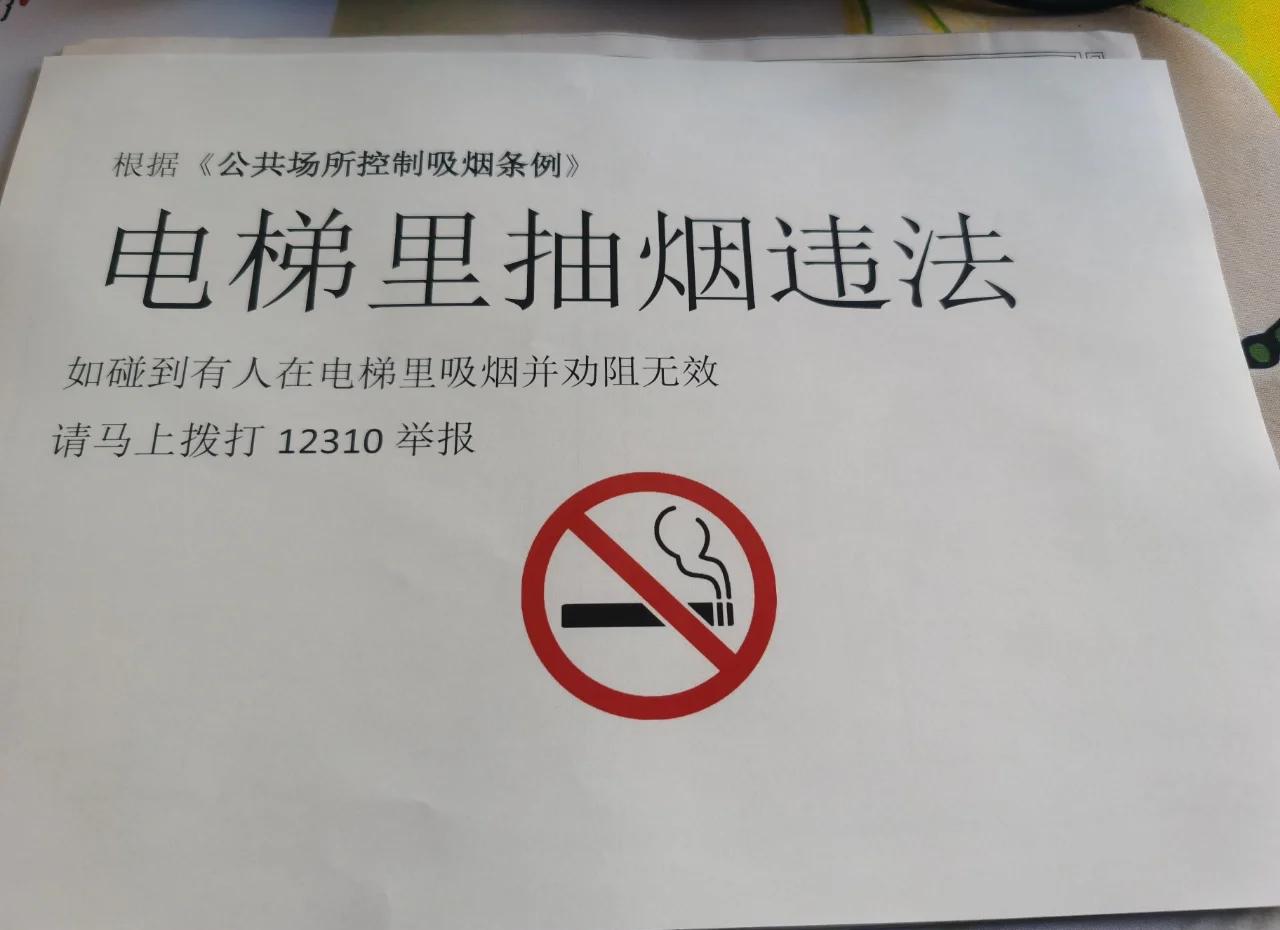 根据《公共场所控制吸烟条例》
电梯里抽烟违法
如碰到有人在电梯里吸烟并劝阻无效
请马上拨打 12310 举报